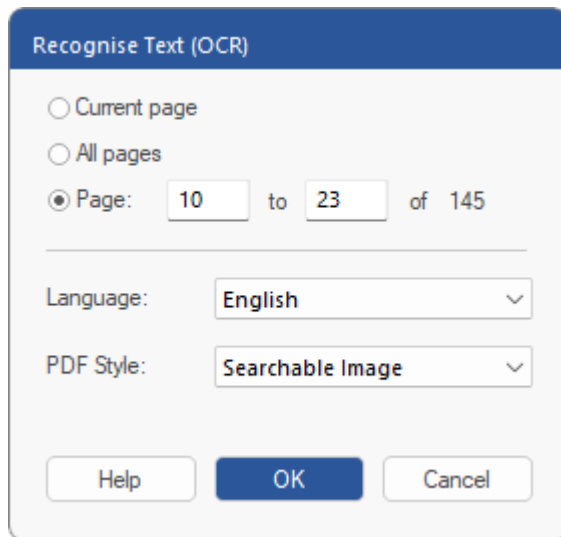 Recognise Text (OCR)
Current page
All pages
Page: 10 to 23 of 145
Language: English
PDF Style: Searchable Image
Help OK Cancel